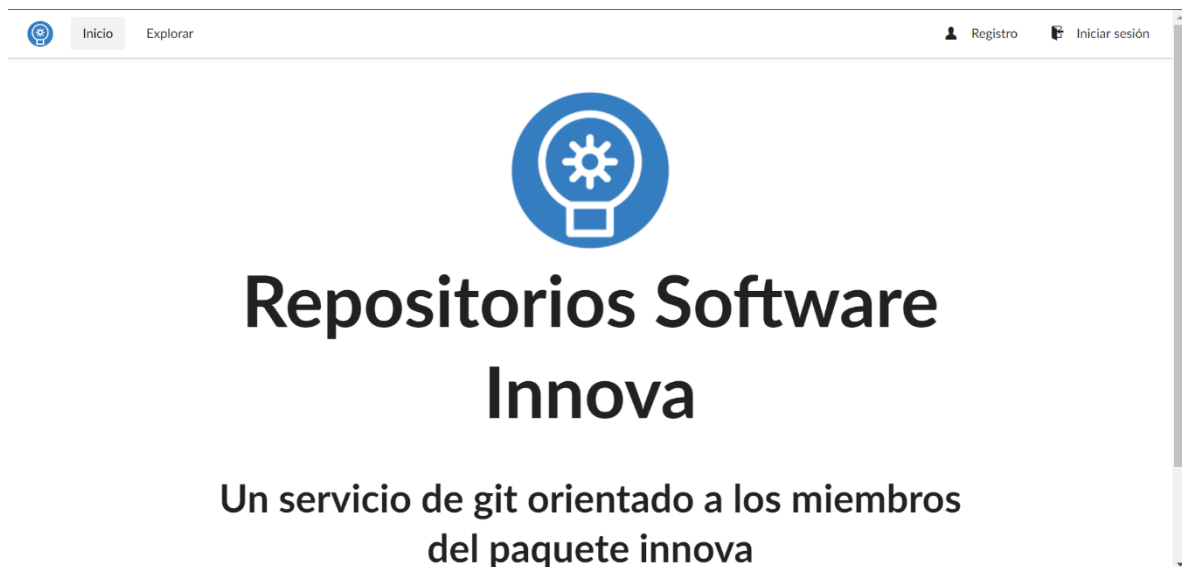 Inicio Explorar Registro Iniciar sesión
Repositorios Software
Innova
Un servicio de git orientado a los miembros
del paquete innova